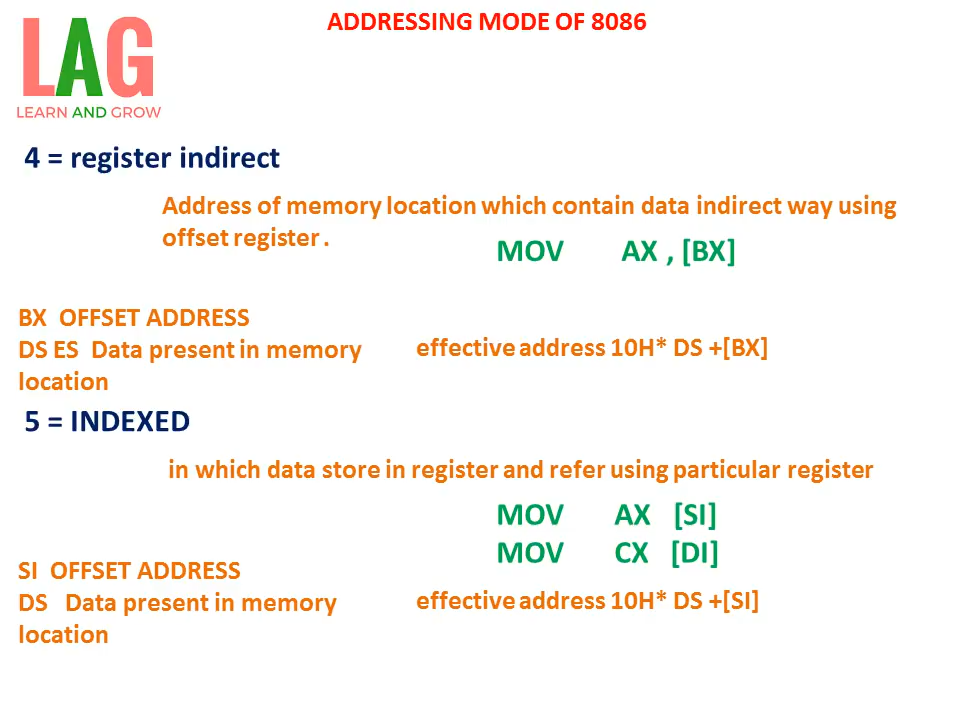 ADDRESSING MODE OF 8086
LAG
LEARN AND GROW
4 = register indirect
Address of memory location which contain data indirect way using
offset register .
MOV AX , [BX]
BX OFFSET ADDRESS
DS ES Data present in memory
location
effective address 10H* DS +[BX]
5 = INDEXED
in which data store in register and refer using particular register
MOV AX [SI]
MOV CX [DI]
SI OFFSET ADDRESS
DS Data present in memory
location
effective address 10H* DS +[SI]